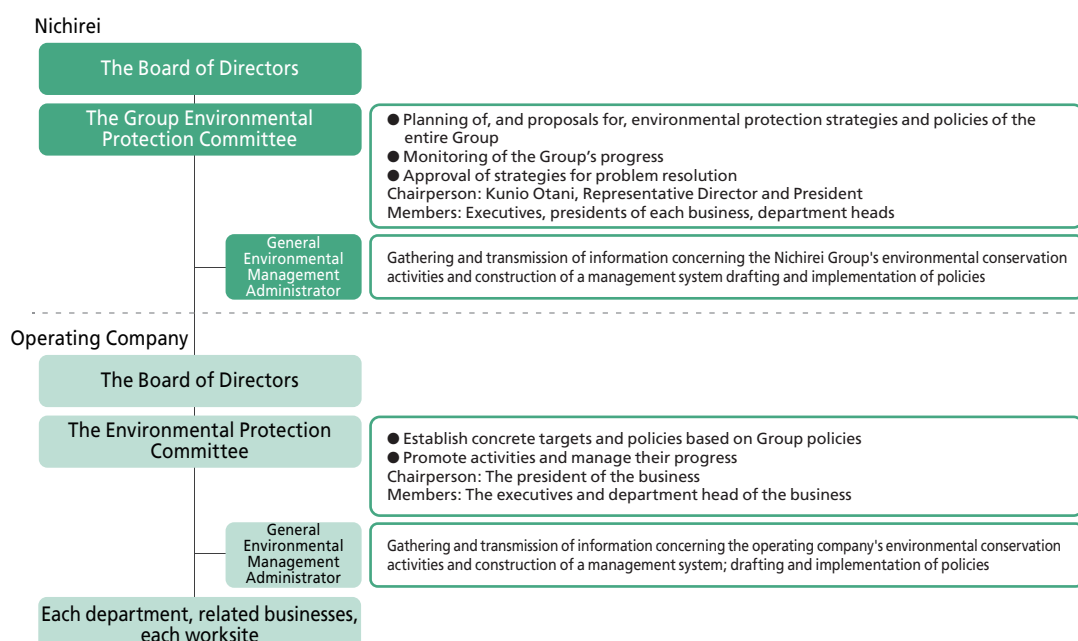 Nichirei
The Board of Directors
The Group Environmental
Protection Committee
● Planning of, and proposals for, environmental protection strategies and policies of the
entire Group
● Monitoring of the Group's progress
● Approval of strategies for problem resolution
Chairperson: Kunio Otani, Representative Director and President
Members: Executives, presidents of each business, department heads
General
Environmental
Management
Administrator
Gathering and transmission of information concerning the Nichirei Group's environmental conservation
activities and construction of a management system drafting and implementation of policies
Operating Company
The Board of Directors
The Environmental Protection
Committee
● Establish concrete targets and policies based on Group policies
● Promote activities and manage their progress
Chairperson: The president of the business
Members: The executives and department head of the business
General
Environmental
Management
Administrator
Gathering and transmission of information concerning the operating company's environmental conservation
activities and construction of a management system; drafting and implementation of policies
Each department, related businesses,
each worksite